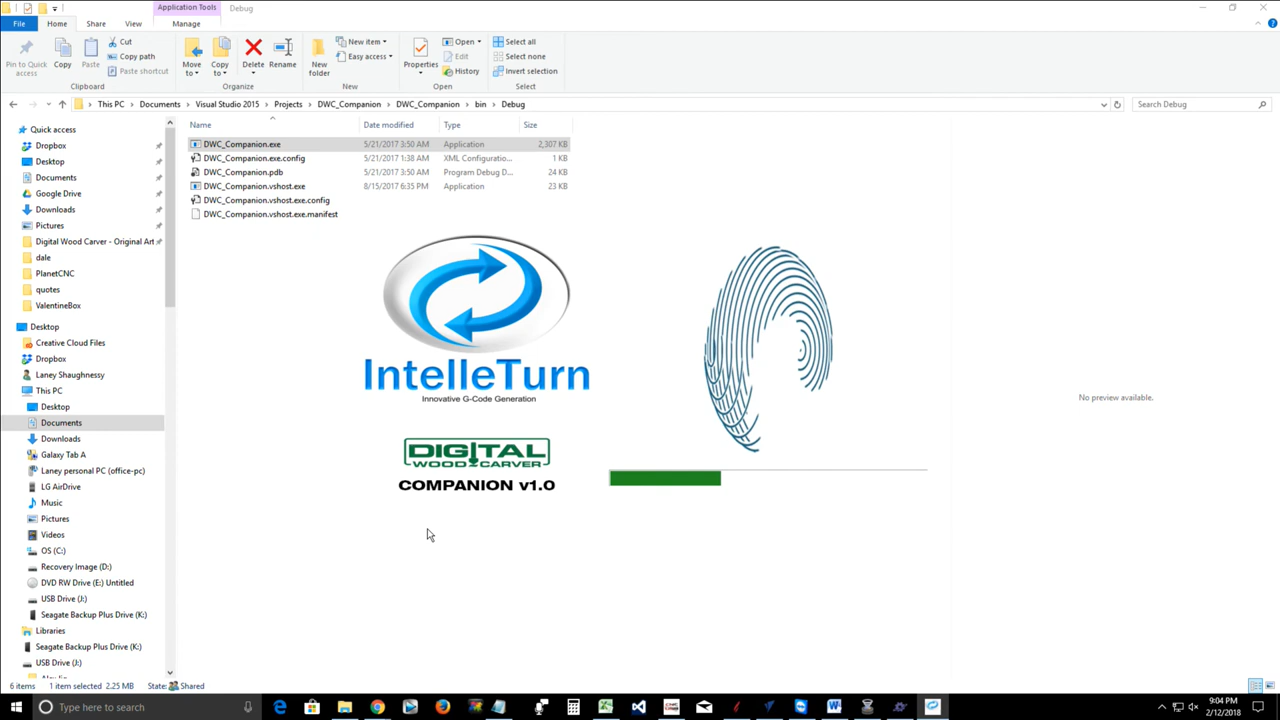 Application Tools Debug
File Home Share View Manage
Pin to Quick access
Copy
Paste
Cut
Copy path
Paste shortcut
Clipboard
Move to
Copy to
Delete
Rename
Organize
New folder
New item
Easy access
New
Properties
Open
Edit
History
Open
Select all
Select none
Invert selection
Select
This PC Documents Visual Studio 2015 Projects DWC_Companion DWC_Companion bin Debug
Search Debug
Name Date modified Type Size
DWC_Companion.exe 5/21/2017 3:50 AM Application 2,307 KB
DWC_Companion.exe.config 5/21/2017 1:38 AM XML Configuratio... 1 KB
DWC_Companion.pdb 5/21/2017 3:50 AM Program Debug D... 24 KB
DWC_Companion.vshost.exe 8/15/2017 6:35 PM Application 23 KB
DWC_Companion.vshost.exe.config
DWC_Companion.vshost.exe.manifest
Quick access
Dropbox
Desktop
Documents
Google Drive
Downloads
Pictures
Digital Wood Carver - Original Art
dale
PlanetCNC
quotes
ValentineBox
Desktop
Creative Cloud Files
Dropbox
Laney Shaughnessy
This PC
Desktop
Documents
Downloads
Galaxy Tab A
Laney personal PC (office-pc)
LG AirDrive
Music
Pictures
Videos
OS (C:)
Recovery Image (D:)
DVD RW Drive (E:) Untitled
USB Drive (J:)
Seagate Backup Plus Drive (K:)
Libraries
Seagate Backup Plus Drive (K:)
USB Drive (J:)
IntelleTurn
Innovative G-Code Generation
DIGITAL
WOOD CARVER
COMPANION v1.0
No preview available.
6 items 1 item selected 2.25 MB State: Shared
Type here to search
9:04 PM
2/12/2018